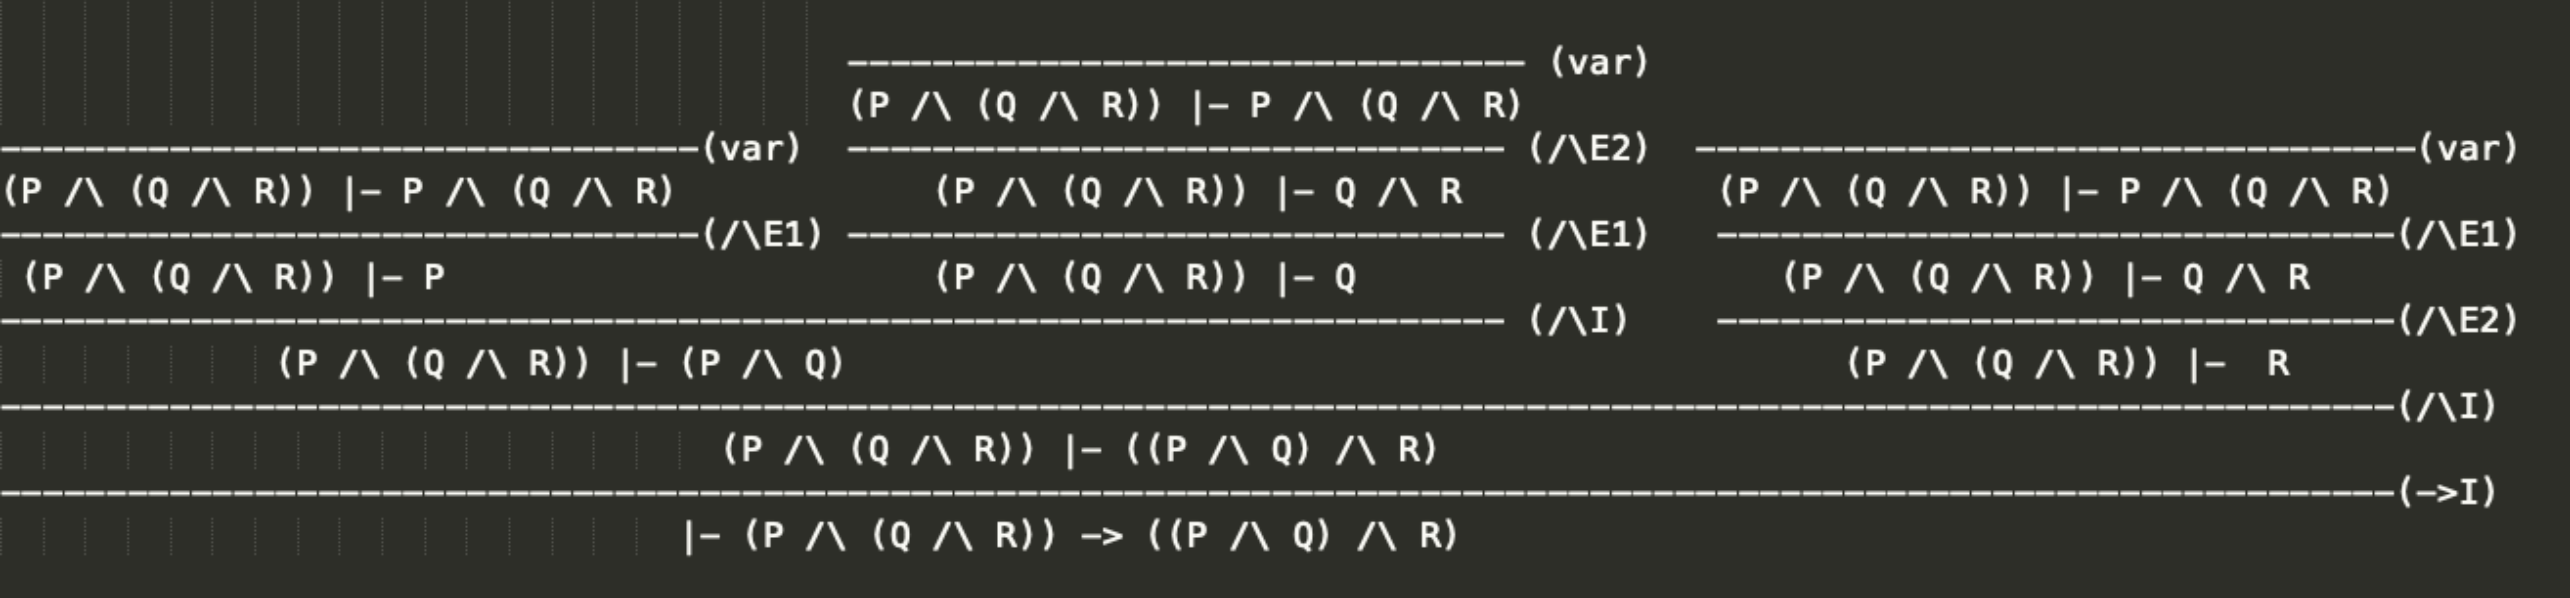 -------------------------------- (var)
(P /\ (Q /\ R)) |- P /\ (Q /\ R)
---------------------------------(var) ------------------------------- (/\E2) ----------------------------------(var)
(P /\ (Q /\ R)) |- P /\ (Q /\ R) (P /\ (Q /\ R)) |- Q /\ R (P /\ (Q /\ R)) |- P /\ (Q /\ R)
---------------------------------(/\E1) ------------------------------- (/\E1) --------------------------------(/\E1)
(P /\ (Q /\ R)) |- P (P /\ (Q /\ R)) |- Q (P /\ (Q /\ R)) |- Q /\ R
----------------------------------------------------------------------- (/\I) --------------------------------(/\E2)
(P /\ (Q /\ R)) |- (P /\ Q) (P /\ (Q /\ R)) |-  R
-----------------------------------------------------------------------------------------------------------------(/\I)
(P /\ (Q /\ R)) |- ((P /\ Q) /\ R)
-----------------------------------------------------------------------------------------------------------------(->I)
|- (P /\ (Q /\ R)) -> ((P /\ Q) /\ R)